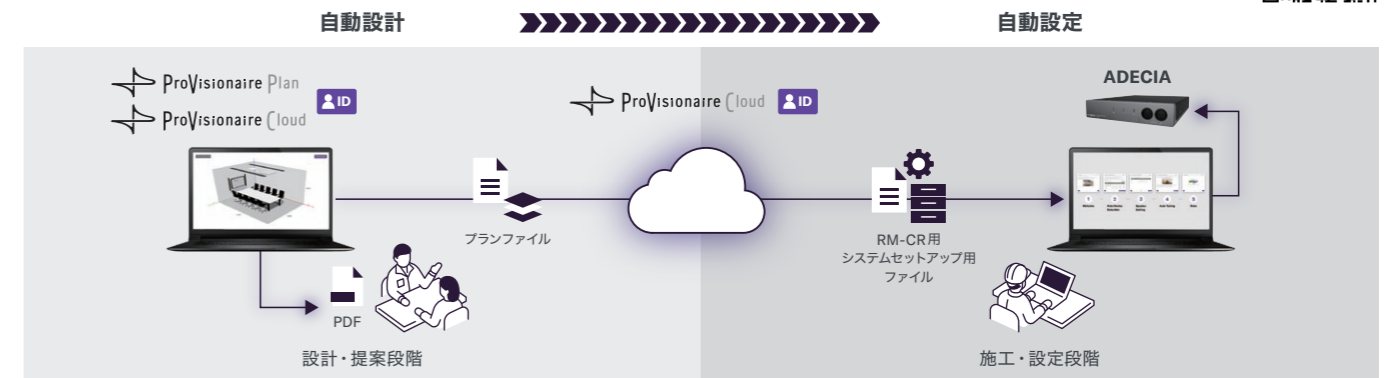 自動設計
自動設定
ProVisionaire Plan
ProVisionaire Cloud
ID
ProVisionaire Cloud
ID
ADECIA
プランファイル
RM-CR用
システムセットアップ用
ファイル
PDF
設計・提案段階
施工・設定段階